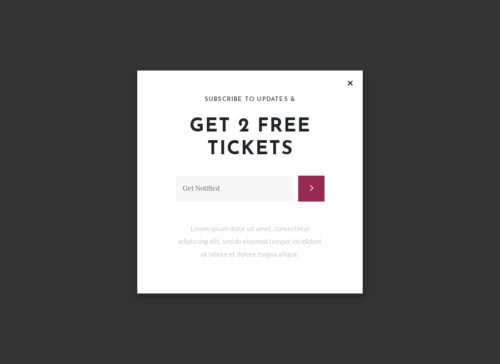 SUBSCRIBE TO UPDATES &
GET 2 FREE
TICKETS
Get Notified
Lorem ipsum dolor sit amet, consectetur
adipiscing elit, sed do eiusmod tempor incididunt
ut labore et dolore magna aliqua.